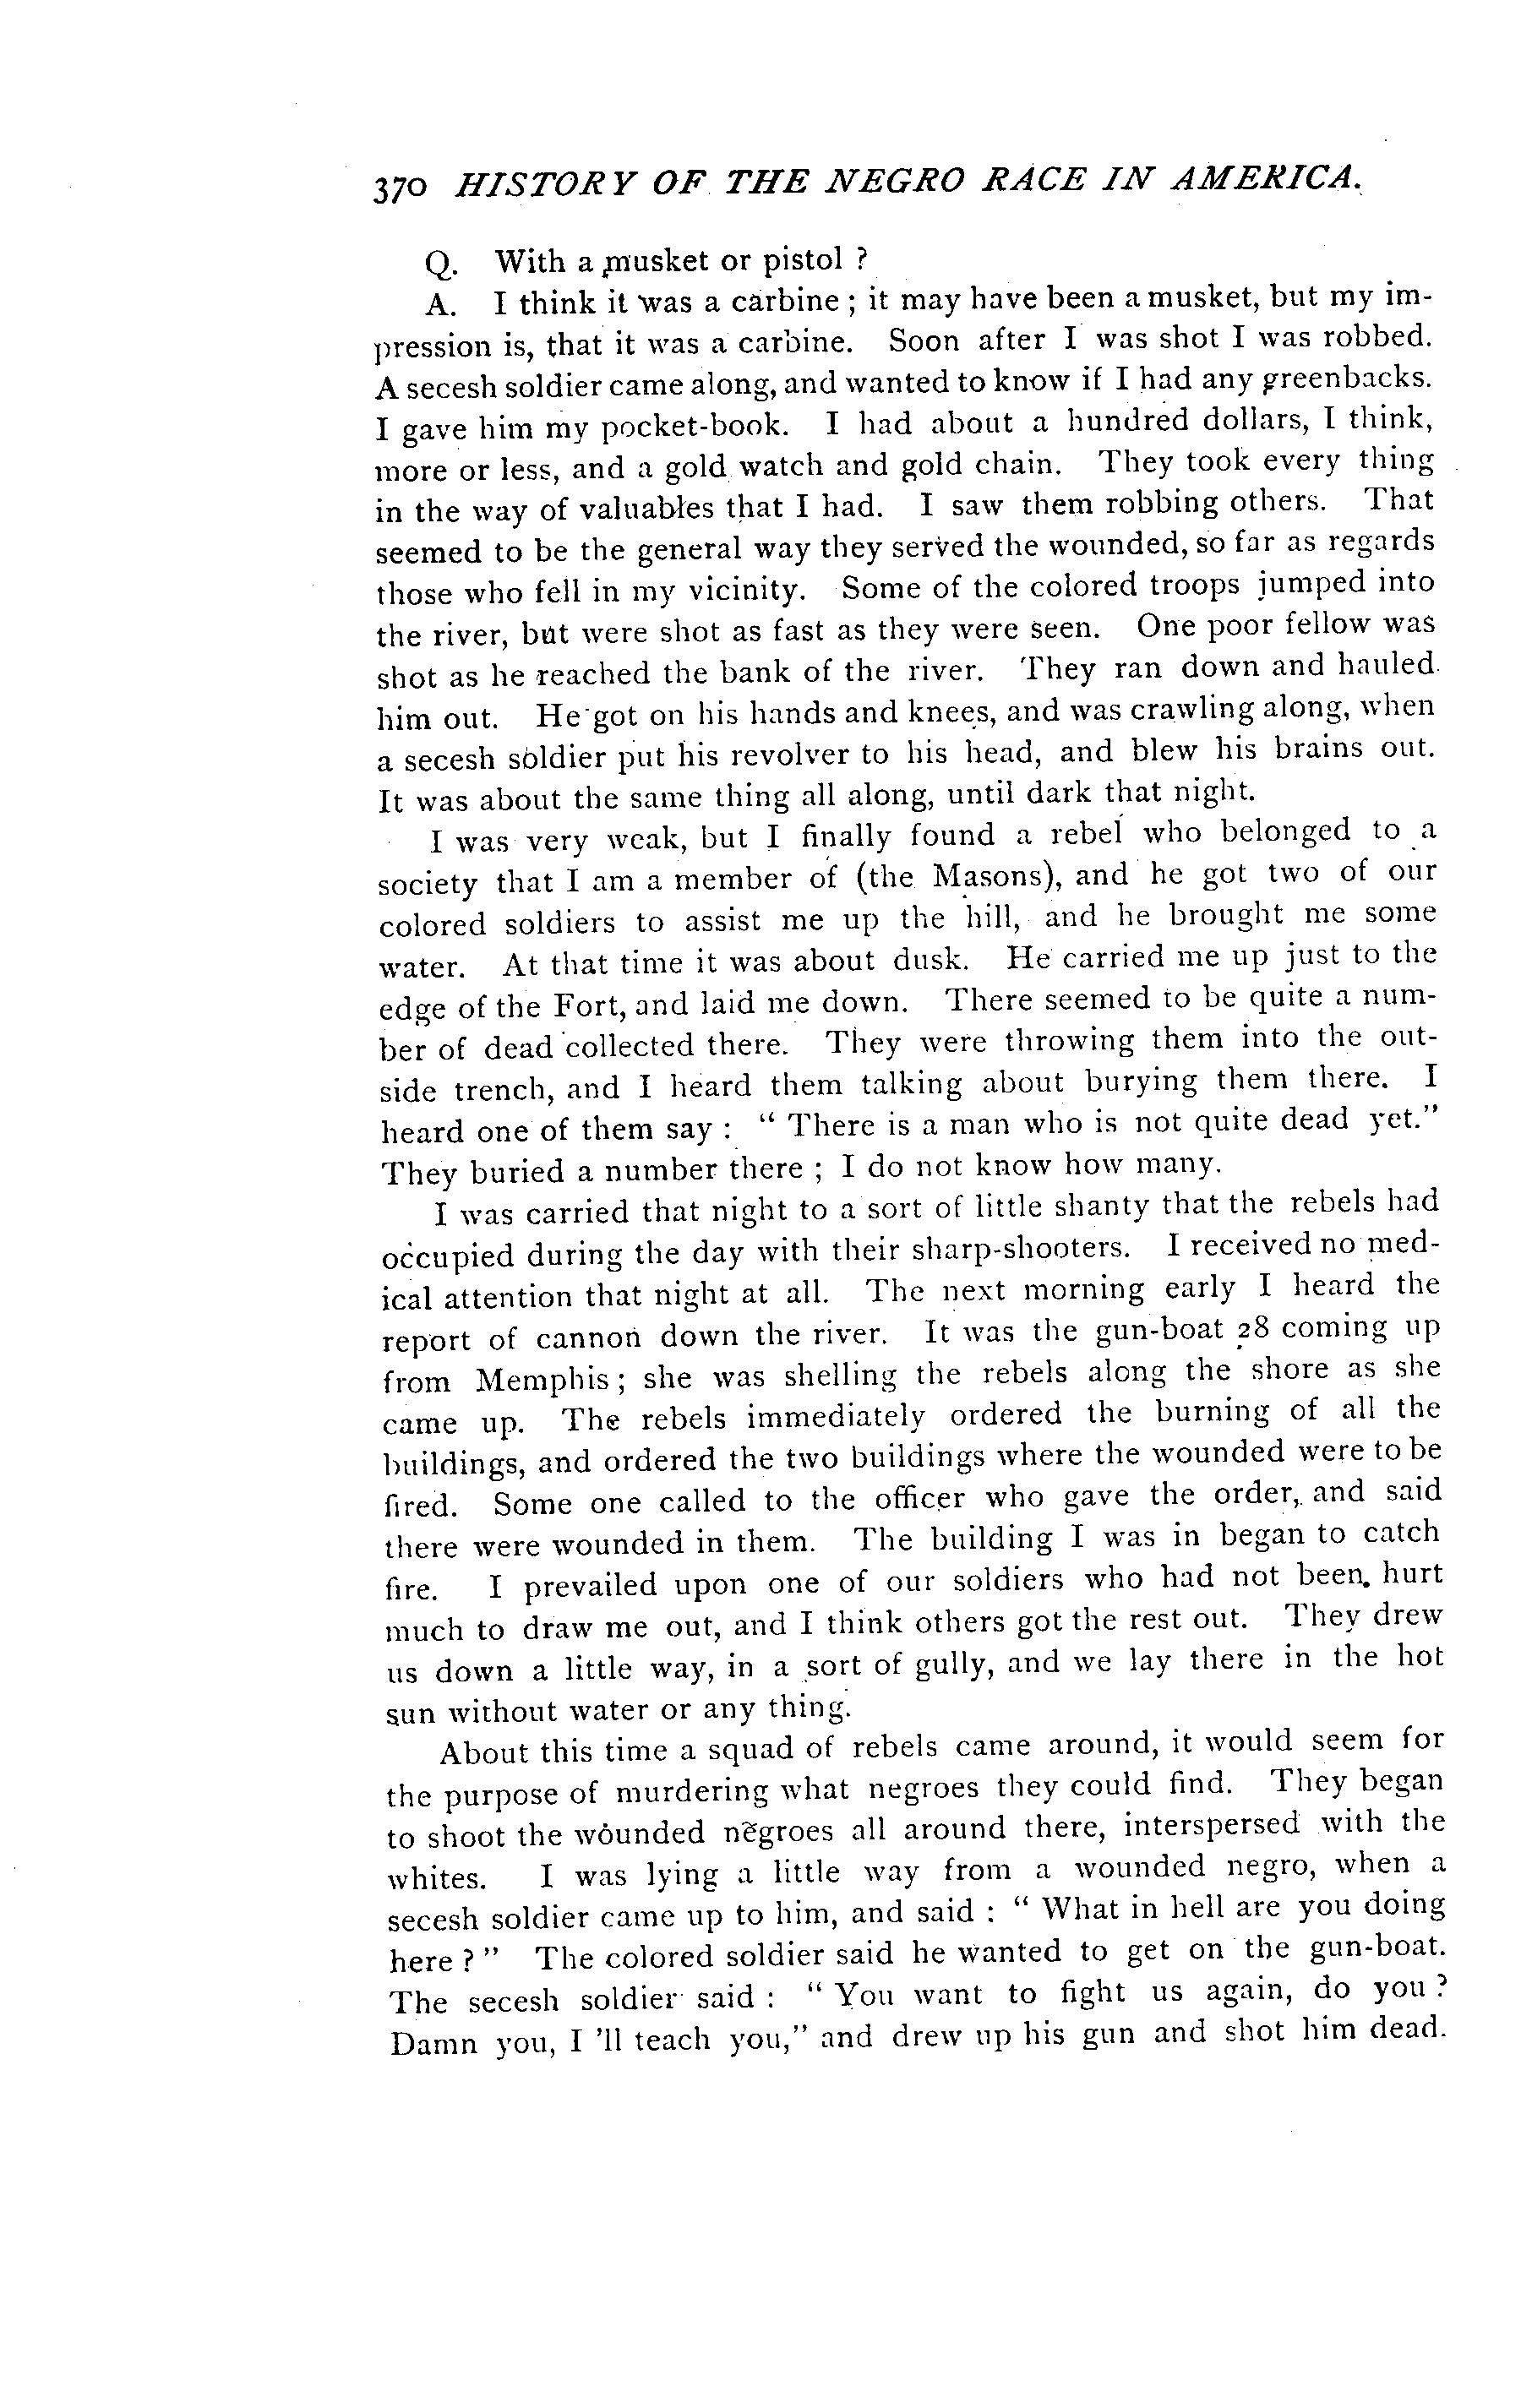 370 HISTORY OF THE NEGRO RACE IN AMERICA.
Q. With a musket or pistol ?
A. I think it was a carbine ; it may have been a musket, but my im-
pression is, that it was a carbine. Soon after I was shot I was robbed.
A secesh soldier came along, and wanted to know if I had any greenbacks.
I gave him my pocket-book. I had about a hundred dollars, I think,
more or less, and a gold watch and gold chain. They took every thing
in the way of valuables that I had. I saw them robbing others. That
seemed to be the general way they served the wounded, so far as regards
those who fell in my vicinity. Some of the colored troops jumped into
the river, but were shot as fast as they were seen. One poor fellow was
shot as he reached the bank of the river. They ran down and hauled
him out. He got on his hands and knees, and was crawling along, when
a secesh soldier put his revolver to his head, and blew his brains out.
It was about the same thing all along, until dark that night.
I was very weak, but I finally found a rebel who belonged to a
society that I am a member of (the Masons), and he got two of our
colored soldiers to assist me up the hill, and he brought me some
water. At that time it was about dusk. He carried me up just to the
edge of the Fort, and laid me down. There seemed to be quite a num-
ber of dead collected there. They were throwing them into the out-
side trench, and I heard them talking about burying them there. I
heard one of them say : " There is a man who is not quite dead yet."
They buried a number there ; I do not know how many.
I was carried that night to a sort of little shanty that the rebels had
occupied during the day with their sharp-shooters. I received no med-
ical attention that night at all. The next morning early I heard the
report of cannon down the river. It was the gun-boat 28 coming up
from Memphis ; she was shelling the rebels along the shore as she
came up. The rebels immediately ordered the burning of all the
buildings, and ordered the two buildings where the wounded were to be
fired. Some one called to the officer who gave the order, and said
there were wounded in them. The building I was in began to catch
fire. I prevailed upon one of our soldiers who had not been hurt
much to draw me out, and I think others got the rest out. They drew
us down a little way, in a sort of gully, and we lay there in the hot
sun without water or any thing.
About this time a squad of rebels came around, it would seem for
the purpose of murdering what negroes they could find. They began
to shoot the wounded negroes all around there, interspersed with the
whites. I was lying a little way from a wounded negro, when a
secesh soldier came up to him, and said : " What in hell are you doing
here ? " The colored soldier said he wanted to get on the gun-boat.
The secesh soldier said : " You want to fight us again, do you ?
Damn you, I 'll teach you," and drew up his gun and shot him dead.